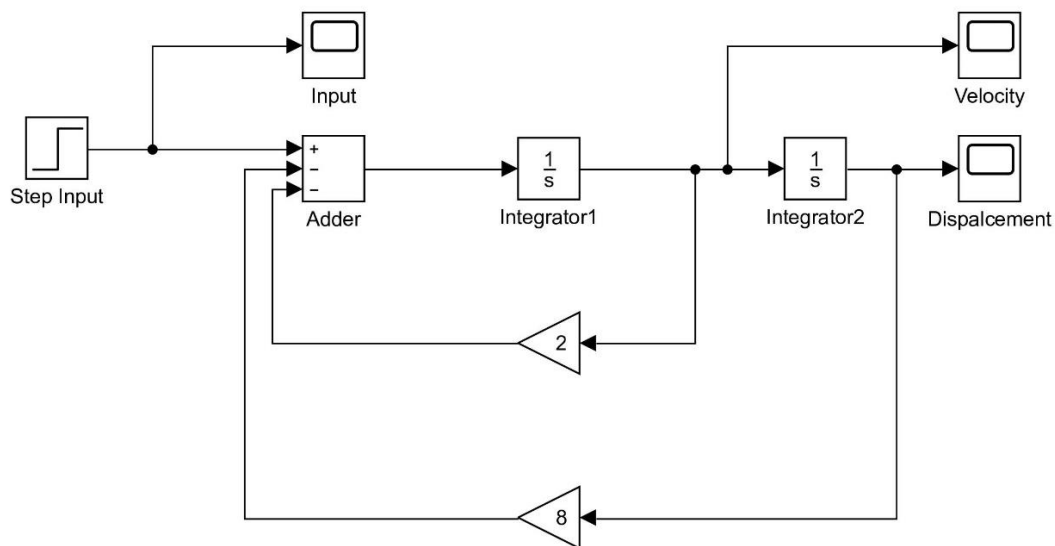 Input
Velocity
Step Input
+
−
−
Adder
1
s
Integrator1
1
s
Integrator2
Dispalcement
2
8